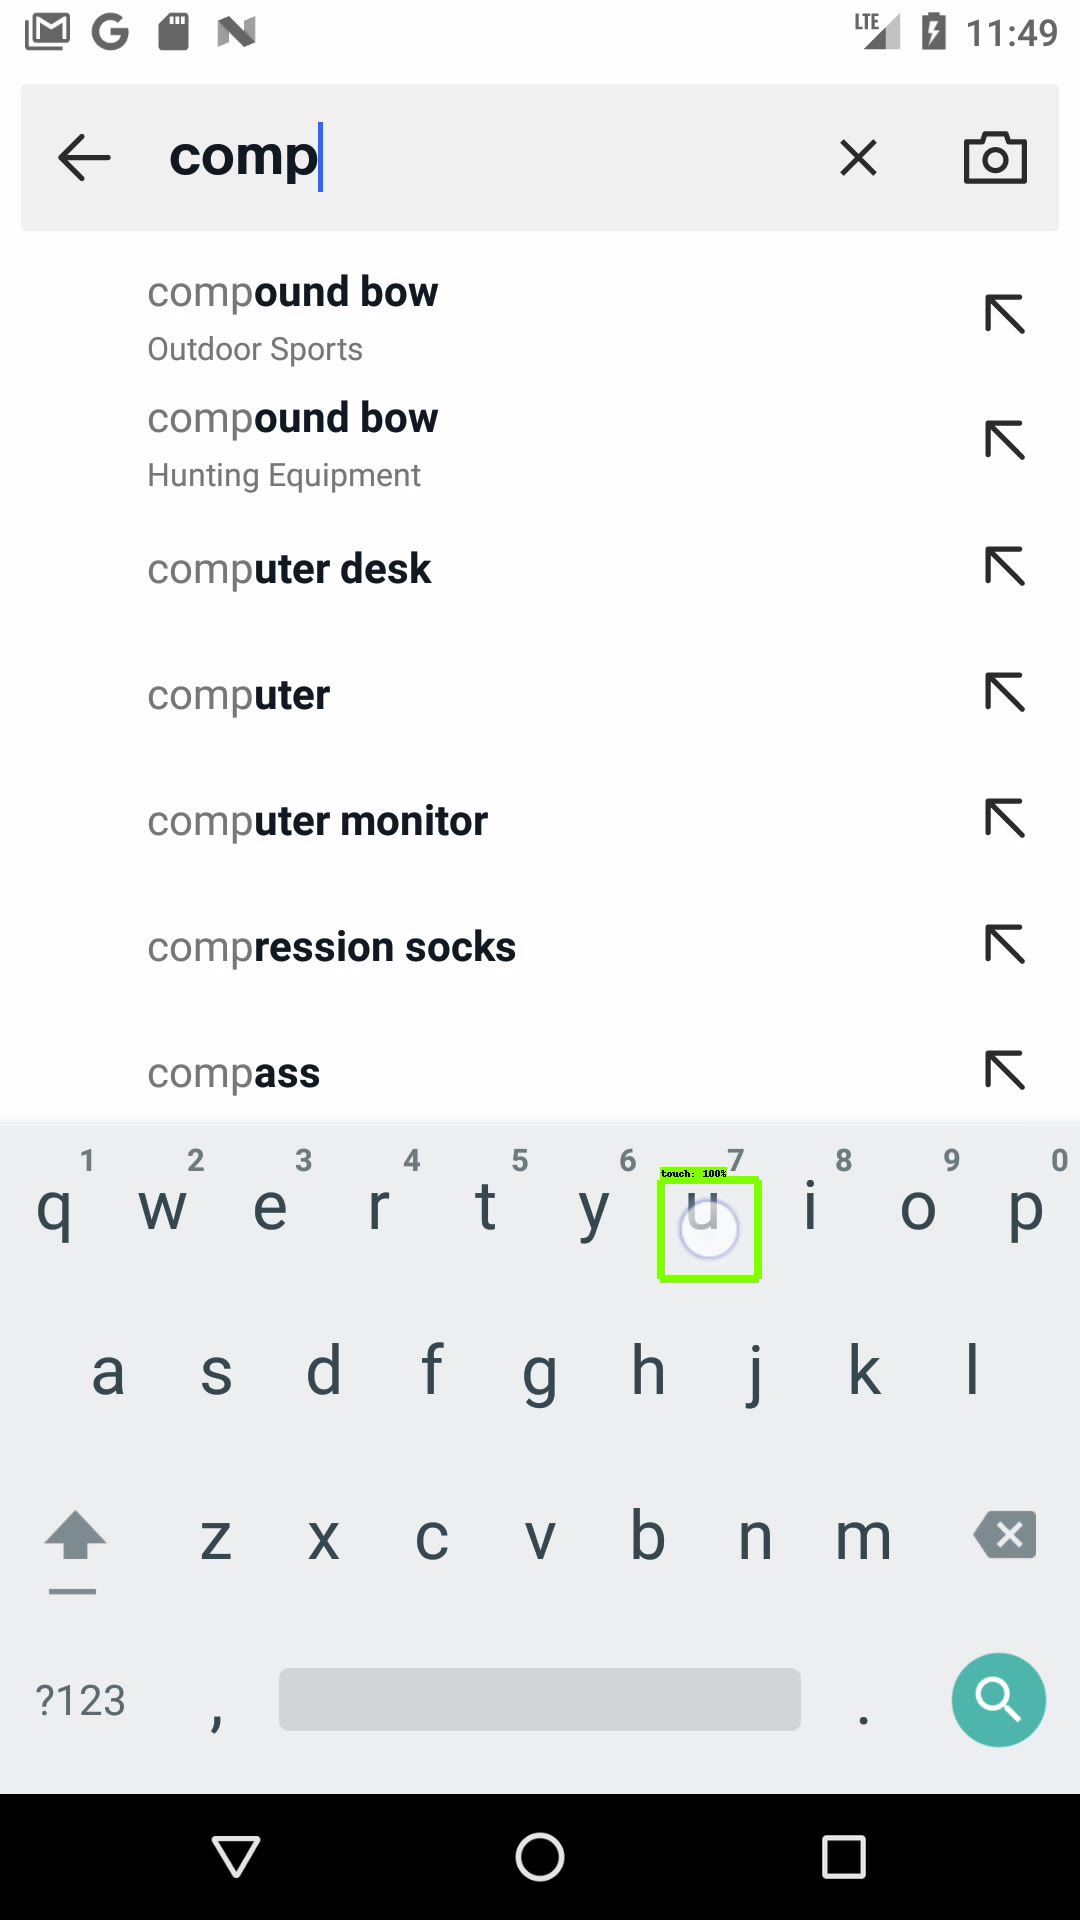 LTE 11:49
comp
compound bow
Outdoor Sports
compound bow
Hunting Equipment
computer desk
computer
computer monitor
compression socks
compass
1 2 3 4 5 6 7 8 9 0
touch: 100%
q w e r t y u i o p
a s d f g h j k l
z x c v b n m
?123 , .